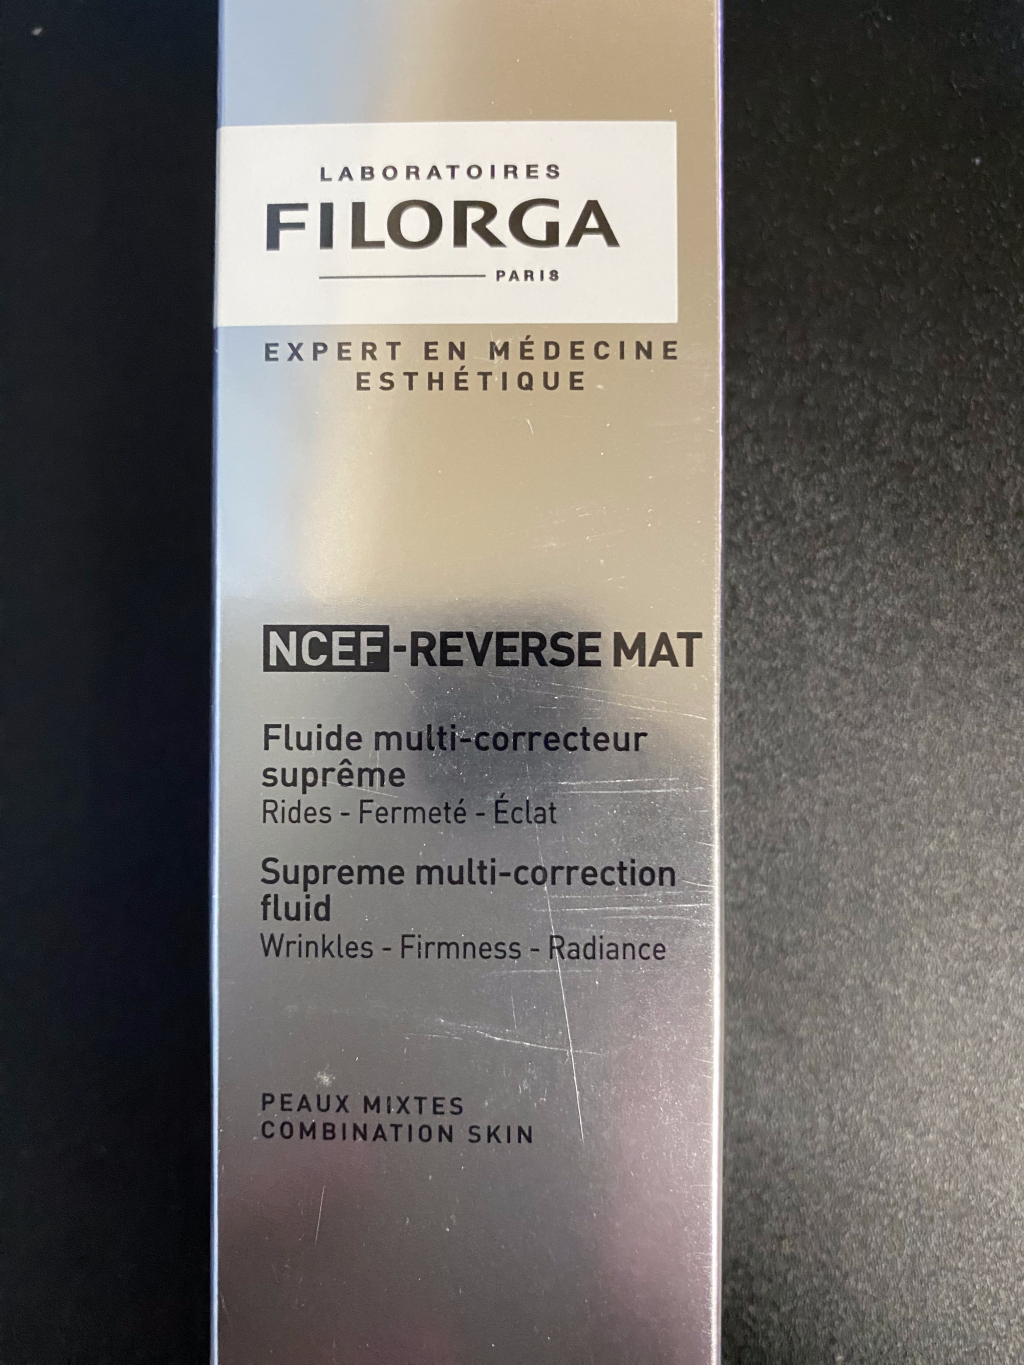 LABORATOIRES
FILORGA
PARIS
EXPERT EN MÉDECINE
ESTHÉTIQUE
NCEF-REVERSE MAT
Fluide multi-correcteur
suprême
Rides - Fermeté - Éclat
Supreme multi-correction
fluid
Wrinkles - Firmness - Radiance
PEAUX MIXTES
COMBINATION SKIN